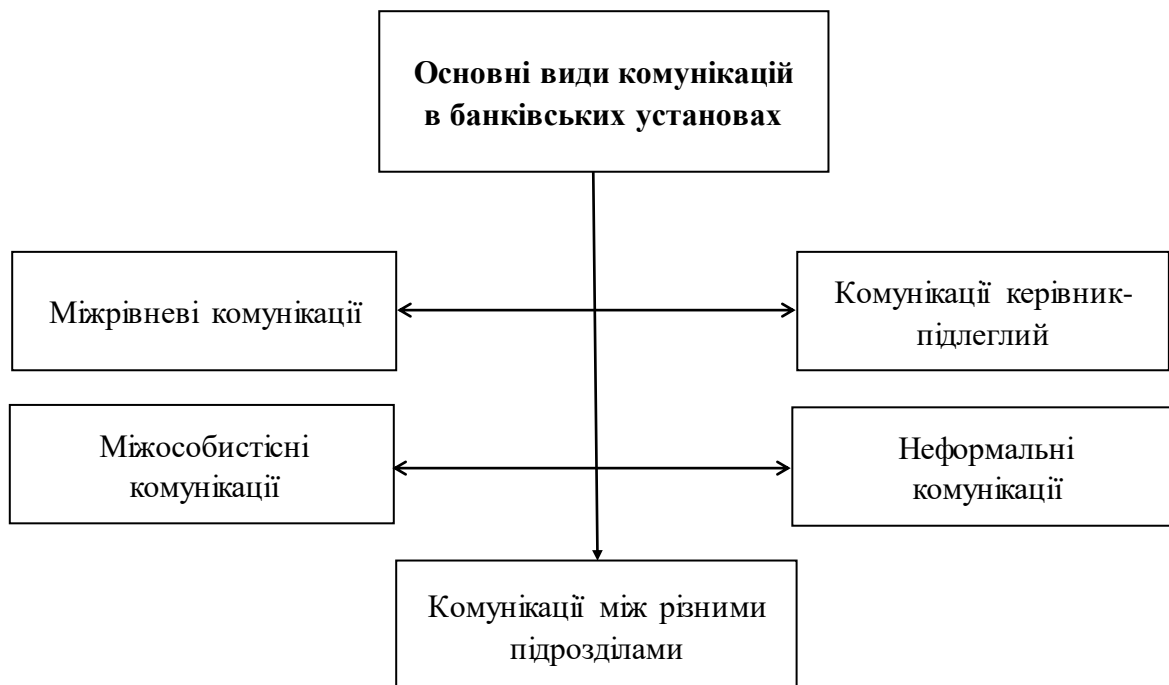 Основні види комунікацій
в банківських установах
Міжрівневі комунікації
Комунікації керівник-
підлеглий
Міжособистісні
комунікації
Неформальні
комунікації
Комунікації між різними
підрозділами